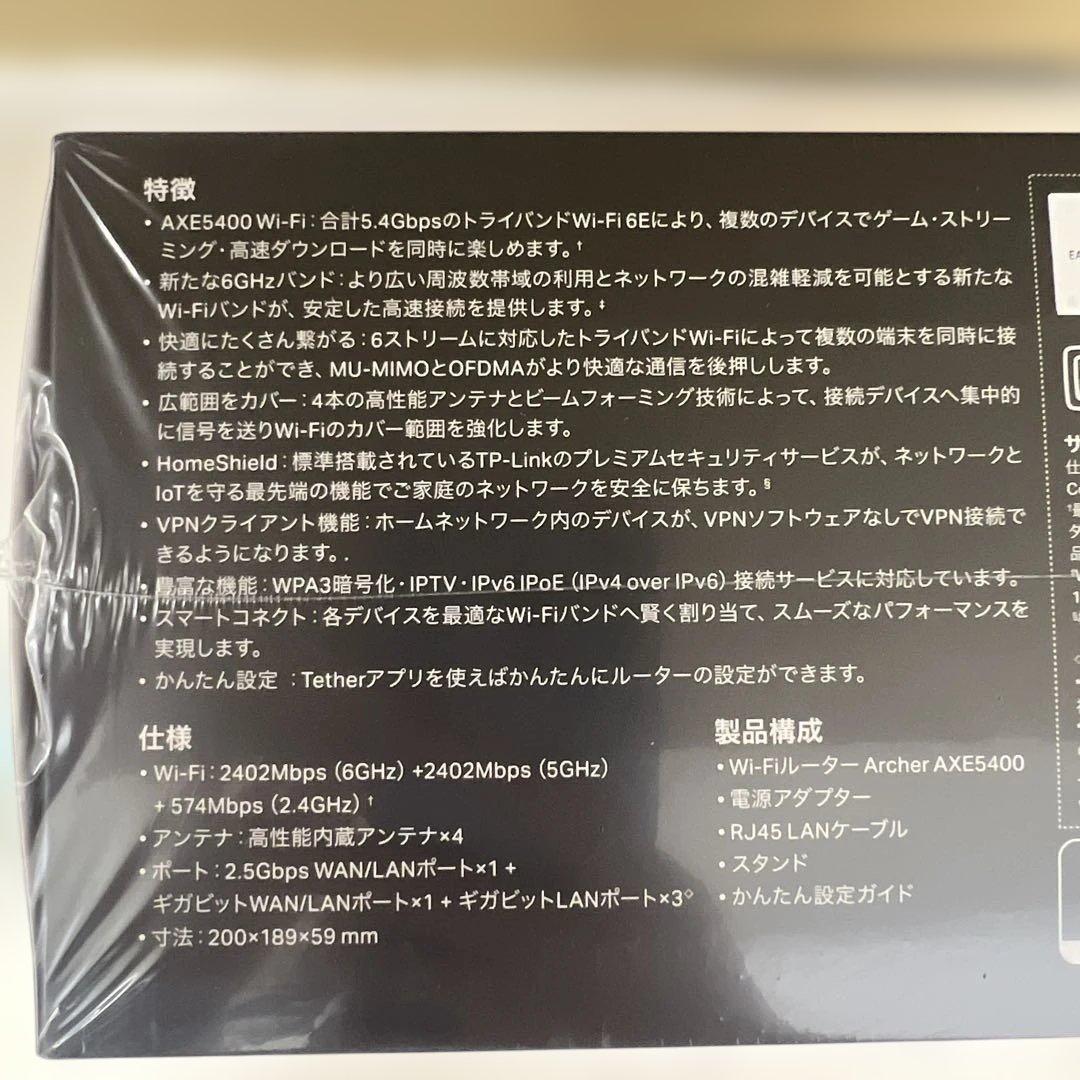 特徴
• AXE5400 Wi-Fi：合計5.4GbpsのトライバンドWi-Fi 6Eにより、複数のデバイスでゲーム・ストリー
ミング・高速ダウンロードを同時に楽しめます。†
• 新たな6GHzバンド：より広い周波数帯域の利用とネットワークの混雑軽減を可能とする新たな
Wi-Fiバンドが、安定した高速接続を提供します。‡
• 快適にたくさん繋がる：6ストリームに対応したトライバンドWi-Fiによって複数の端末を同時に接
続することができ、MU-MIMOとOFDMAがより快適な通信を後押しします。
• 広範囲をカバー：4本の高性能アンテナとビームフォーミング技術によって、接続デバイスへ集中的
に信号を送りWi-Fiのカバー範囲を強化します。
• HomeShield：標準搭載されているTP-Linkのプレミアムセキュリティサービスが、ネットワークと
IoTを守る最先端の機能でご家庭のネットワークを安全に保ちます。§
• VPNクライアント機能：ホームネットワーク内のデバイスが、VPNソフトウェアなしでVPN接続で
きるようになります。.
• 豊富な機能：WPA3暗号化・IPTV・IPv6 IPoE（IPv4 over IPv6）接続サービスに対応しています。
• スマートコネクト：各デバイスを最適なWi-Fiバンドへ賢く割り当て、スムーズなパフォーマンスを
実現します。
• かんたん設定 ：Tetherアプリを使えばかんたんにルーターの設定ができます。
仕様
• Wi-Fi：2402Mbps（6GHz）+2402Mbps（5GHz）
+ 574Mbps（2.4GHz）†
• アンテナ：高性能内蔵アンテナ×4
• ポート：2.5Gbps WAN/LANポート×1 +
ギガビットWAN/LANポート×1 + ギガビットLANポート×3◇
• 寸法：200×189×59 mm
製品構成
• Wi-Fiルーター Archer AXE5400
• 電源アダプター
• RJ45 LANケーブル
• スタンド
• かんたん設定ガイド